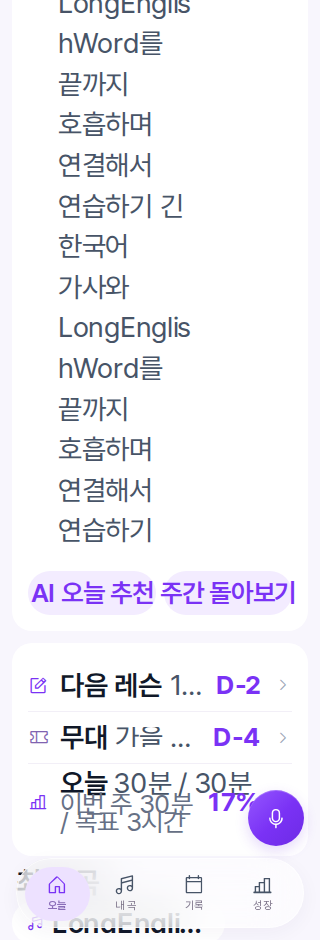 LongEnglis
hWord를
끝까지
호흡하며
연결해서
연습하기 긴
한국어
가사와
LongEnglis
hWord를
끝까지
호흡하며
연결해서
연습하기
AI 오늘 추천 주간 돌아보기
다음 레슨 1... D-2
무대 가을 ... D-4
오늘 30분 / 30분
이번 주 30분 17%
/ 목표 3시간
곡
오늘 내 곡 기록 성장
LongEngli...